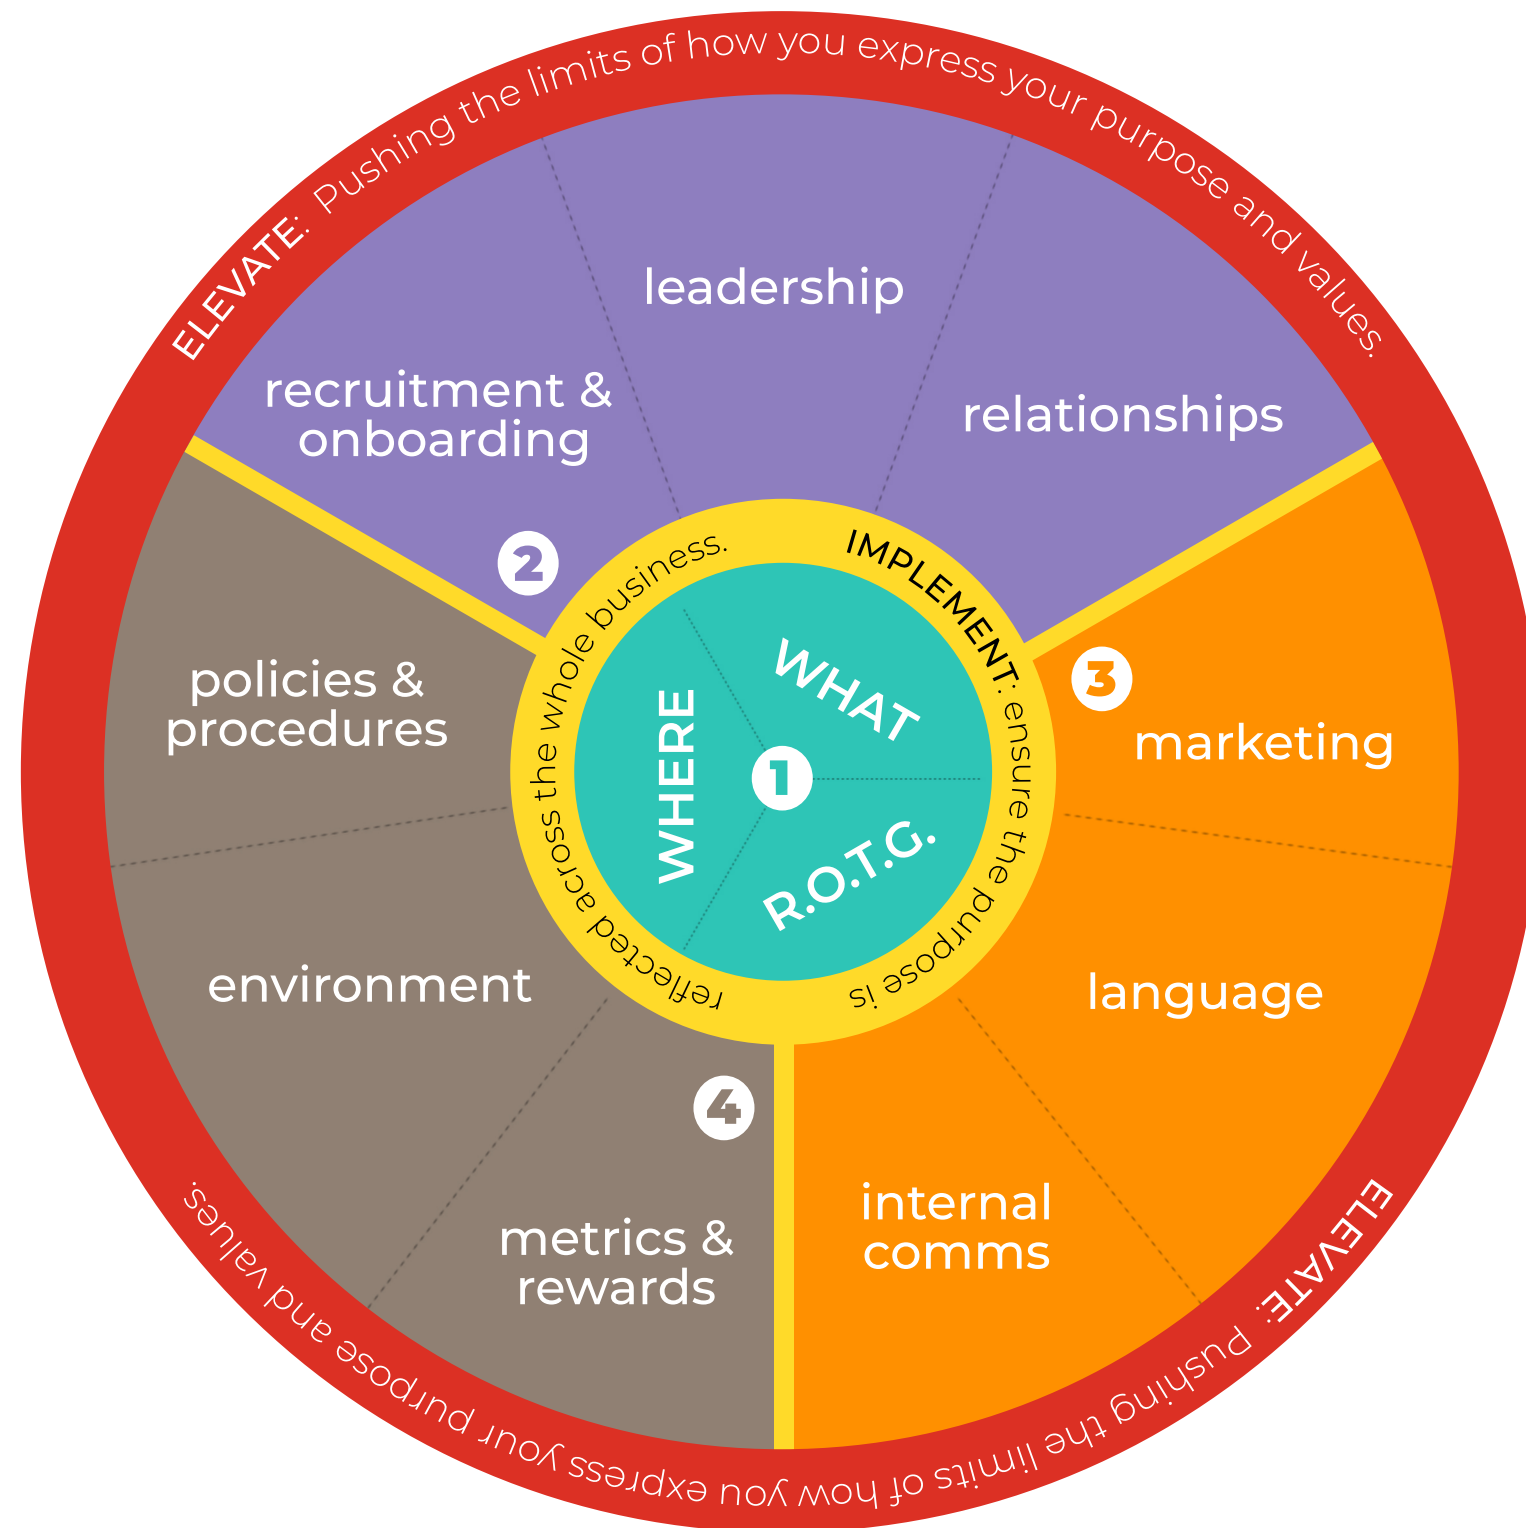 ELEVATE: Pushing the limits of how you express your purpose and values.
leadership
recruitment &
onboarding
relationships
2
IMPLEMENT: ensure the purpose is
reflected across the whole business.
WHAT
WHERE
1
R.O.T.G.
3
marketing
policies &
procedures
environment
language
4
internal
comms
metrics &
rewards
ELEVATE: Pushing the limits of how you express your purpose and values.